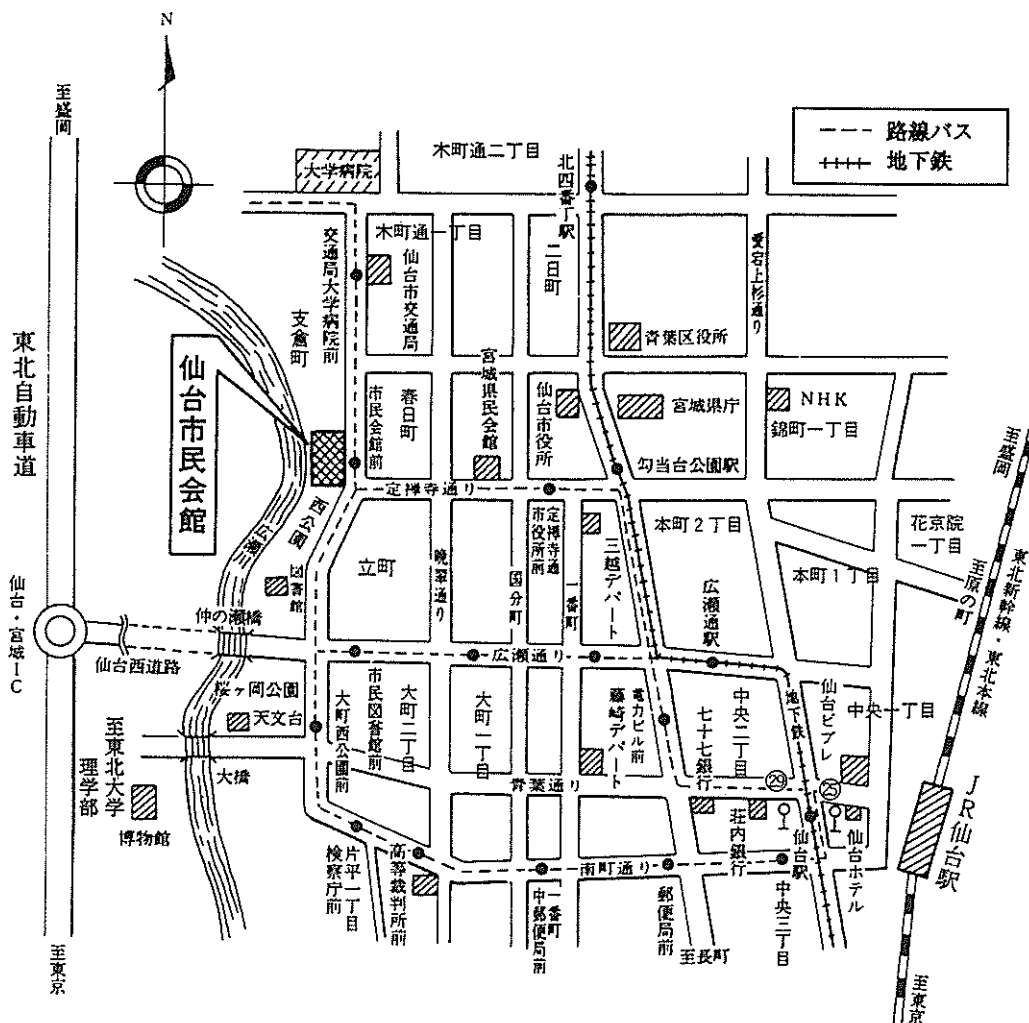 N
至盛岡
路線バス
地下鉄
木町通二丁目
北四番丁駅
大学病院
交通局大学病院前
木町通一丁目
仙台市交通局
二日町
愛宕上杉通り
青葉区役所
支倉町
東北自動車道
仙台市民会館
市民会館前
春日町
宮城県民会館
仙台市役所
宮城県庁
NHK
錦町一丁目
勾当台公園駅
至盛岡
定禅寺通り
西公園
広瀬川
立町
晩翠通り
国分町
定禅寺通
市役所前
一番町
三越デパート
本町2丁目
広瀬通駅
本町1丁目
花京院
一丁目
至原の町
東北新幹線・東北本線
図書館
仲の瀬橋
仙台・宮城IC
仙台西道路
広瀬通り
桜ヶ岡公園
天文台
大町西公園前
市民図書館前
大町二丁目
大町一丁目
藤崎デパート
電力ビル前
七十七銀行
中央二丁目
地下鉄
仙台ビブレ
中央一丁目
青葉通り
29
25
至東北大学
理学部
大橋
博物館
荘内銀行
仙台駅
仙台ホテル
JR仙台駅
片平一丁目
検察庁前
高等裁判所前
南町通り
一番町
中郵便局前
郵便局前
至長町
中央三丁目
至東京
至東京